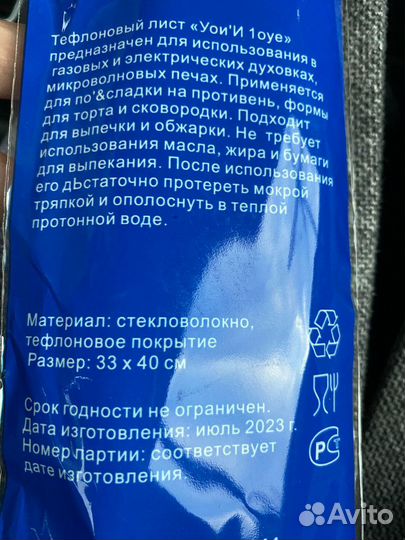 Тефлоновый лист «Уои'И 1оуе»
предназначен для использования в
газовых и электрических духовках,
микроволновых печах. Применяется
для по'&сладки на противень, формы
для торта и сковородки. Подходит
для выпечки и обжарки. Не требует
использования масла, жира и бумаги
для выпекания. После использования
его дЬстаточно протереть мокрой
тряпкой и ополоснуть в теплой
протонной воде.
Материал: стекловолокно,
тефлоновое покрытие
Размер: 33 х 40 см
Срок годности не ограничен.
Дата изготовления: июль 2023 г.
Номер партии: соответствует
дате изготовления.
РСТ
Avito